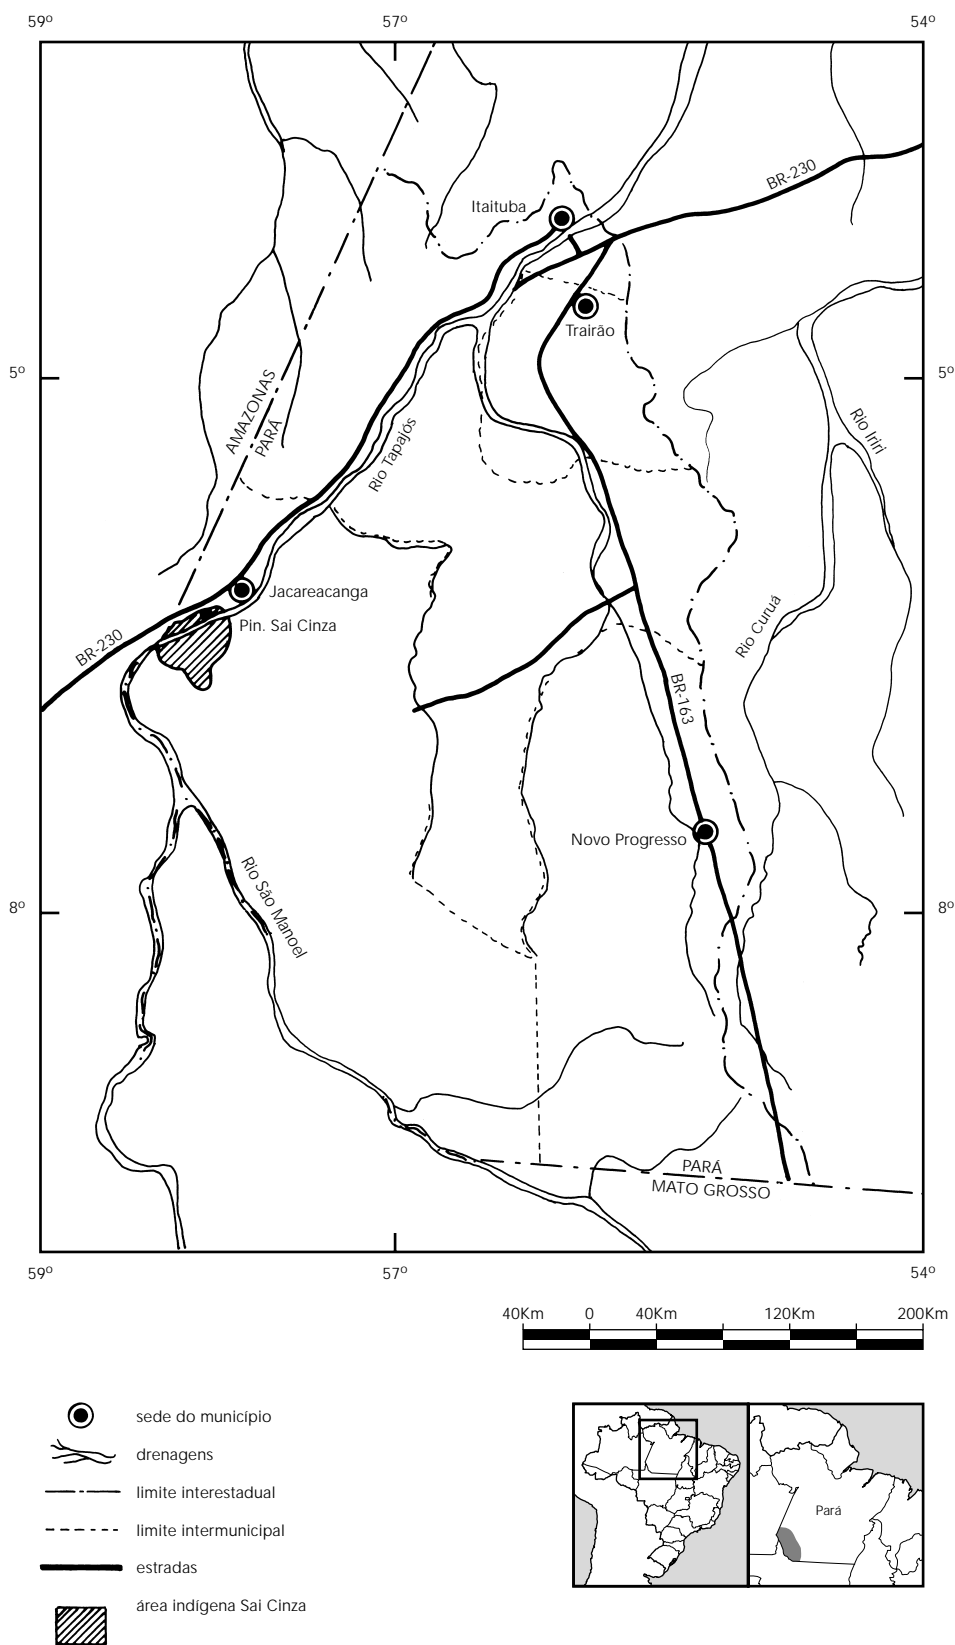 59º
57º
54º
BR-230
Itaituba
Trairão
5º
5º
AMAZONAS
PARÁ
Rio Tapajós
Rio Iriri
Jacareacanga
Pin. Sai Cinza
BR-230
Rio Curuá
BR-163
Novo Progresso
Rio São Manoel
8º
8º
PARÁ
MATO GROSSO
59º
57º
54º
40Km 0 40Km 120Km 200Km
sede do município
drenagens
limite interestadual
limite intermunicipal
estradas
área indígena Sai Cinza
Pará